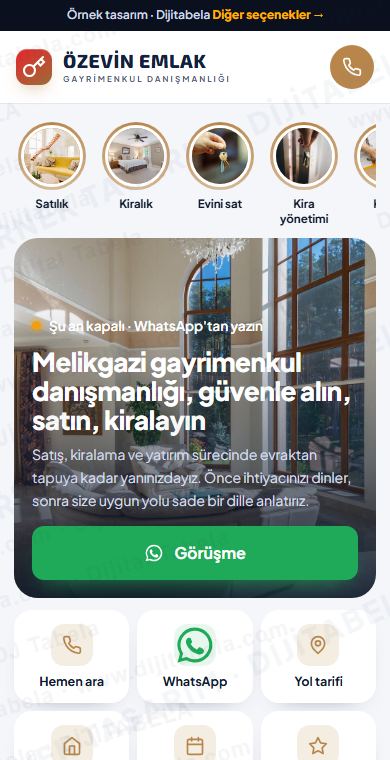 Örnek tasarım · Dijitabela Diğer seçenekler →
ÖZEVİN EMLAK
GAYRİMENKUL DANIŞMANLIĞI
Satılık
Kiralık
Evini sat
Kira
yönetimi
Şu an kapalı · WhatsApp'tan yazın
Melikgazi gayrimenkul
danışmanlığı, güvenle alın,
satın, kiralayın
Satış, kiralama ve yatırım sürecinde evraktan
tapuya kadar yanınızdayız. Önce ihtiyacınızı dinler,
sonra size uygun yolu sade bir dille anlatırız.
Görüşme
Hemen ara
WhatsApp
Yol tarifi